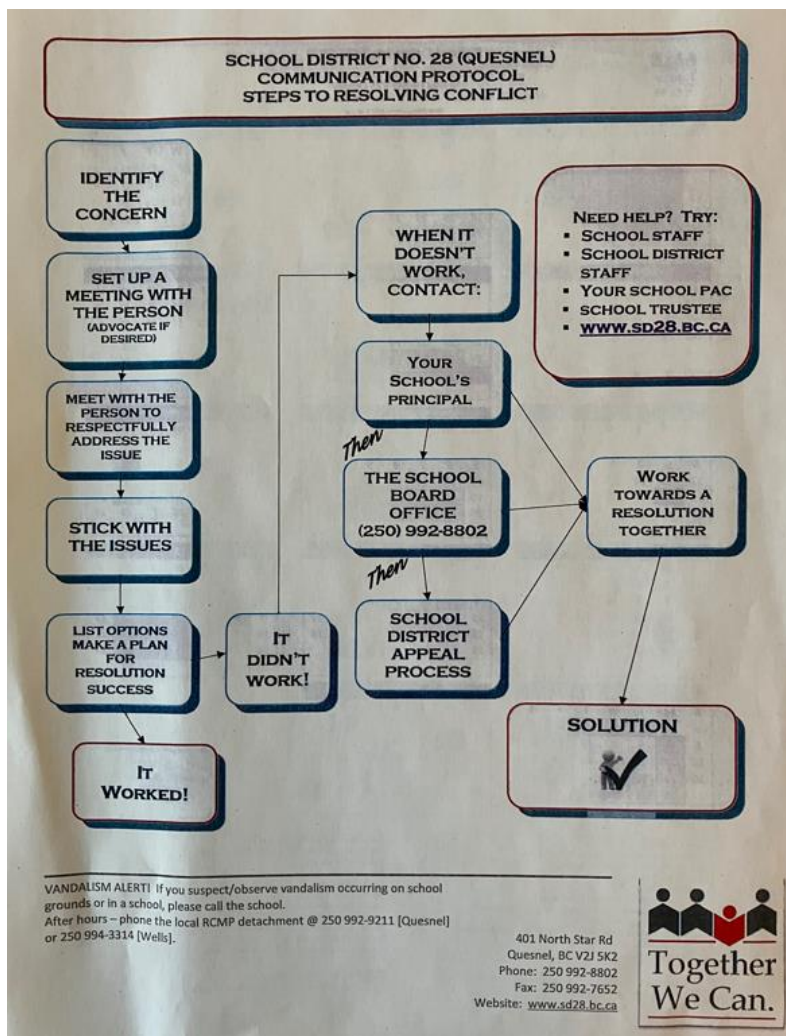 SCHOOL DISTRICT NO. 28 (QUESNEL)
COMMUNICATION PROTOCOL
STEPS TO RESOLVING CONFLICT
IDENTIFY
THE
CONCERN
SET UP A
MEETING WITH
THE PERSON
(ADVOCATE IF
DESIRED)
MEET WITH THE
PERSON TO
RESPECTFULLY
ADDRESS THE
ISSUE
STICK WITH
THE ISSUES
LIST OPTIONS
MAKE A PLAN
FOR
RESOLUTION
SUCCESS
IT
WORKED!
IT
DIDN'T
WORK!
WHEN IT
DOESN'T
WORK,
CONTACT:
YOUR
SCHOOL'S
PRINCIPAL
Then
THE SCHOOL
BOARD
OFFICE
(250) 992-8802
Then
SCHOOL
DISTRICT
APPEAL
PROCESS
NEED HELP? TRY:
▪ SCHOOL STAFF
▪ SCHOOL DISTRICT
STAFF
▪ YOUR SCHOOL PAC
▪ SCHOOL TRUSTEE
▪ WWW.SD28.BC.CA
WORK
TOWARDS A
RESOLUTION
TOGETHER
SOLUTION
VANDALISM ALERT! If you suspect/observe vandalism occurring on school
grounds or in a school, please call the school.
After hours – phone the local RCMP detachment @ 250 992-9211 [Quesnel]
or 250 994-3314 [Wells].
401 North Star Rd
Quesnel, BC V2J 5K2
Phone: 250 992-8802
Fax: 250 992-7652
Website: www.sd28.bc.ca
Together
We Can.